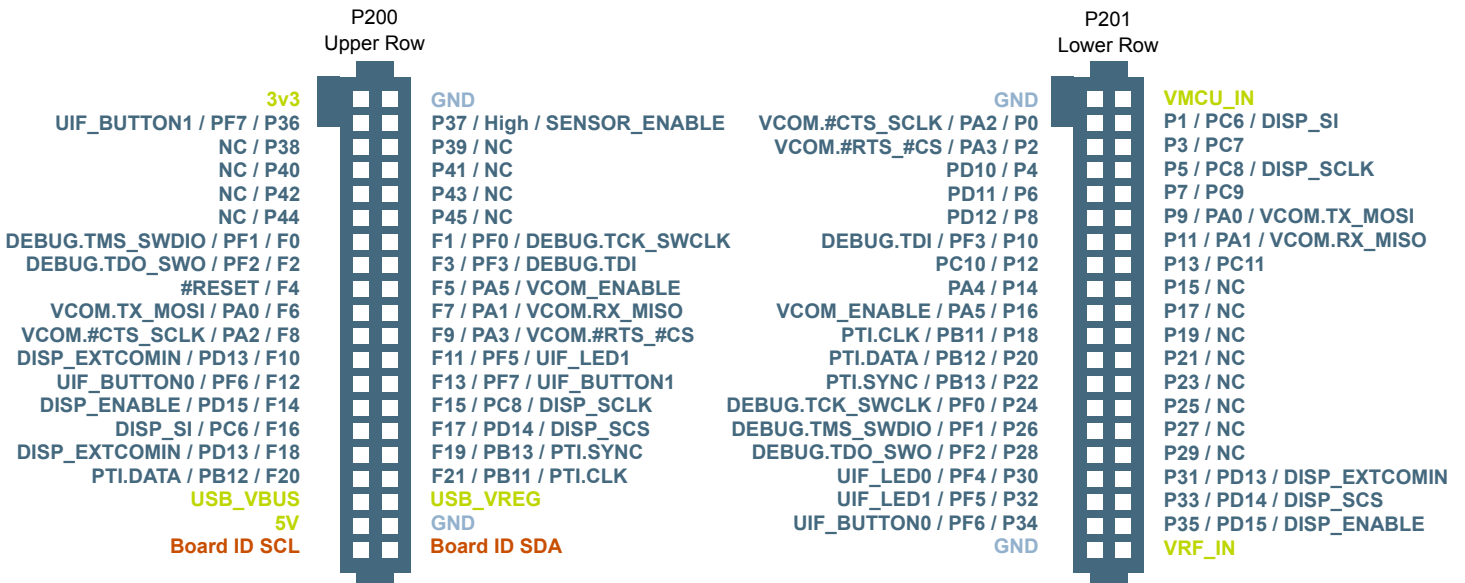 P200
Upper Row
3v3 GND
UIF_BUTTON1 / PF7 / P36 P37 / High / SENSOR_ENABLE
NC / P38 P39 / NC
NC / P40 P41 / NC
NC / P42 P43 / NC
NC / P44 P45 / NC
DEBUG.TMS_SWDIO / PF1 / F0 F1 / PF0 / DEBUG.TCK_SWCLK
DEBUG.TDO_SWO / PF2 / F2 F3 / PF3 / DEBUG.TDI
#RESET / F4 F5 / PA5 / VCOM_ENABLE
VCOM.TX_MOSI / PA0 / F6 F7 / PA1 / VCOM.RX_MISO
VCOM.#CTS_SCLK / PA2 / F8 F9 / PA3 / VCOM.#RTS_#CS
DISP_EXTCOMIN / PD13 / F10 F11 / PF5 / UIF_LED1
UIF_BUTTON0 / PF6 / F12 F13 / PF7 / UIF_BUTTON1
DISP_ENABLE / PD15 / F14 F15 / PC8 / DISP_SCLK
DISP_SI / PC6 / F16 F17 / PD14 / DISP_SCS
DISP_EXTCOMIN / PD13 / F18 F19 / PB13 / PTI.SYNC
PTI.DATA / PB12 / F20 F21 / PB11 / PTI.CLK
USB_VBUS USB_VREG
5V GND
Board ID SCL Board ID SDA
P201
Lower Row
GND VMCU_IN
VCOM.#CTS_SCLK / PA2 / P0 P1 / PC6 / DISP_SI
VCOM.#RTS_#CS / PA3 / P2 P3 / PC7
PD10 / P4 P5 / PC8 / DISP_SCLK
PD11 / P6 P7 / PC9
PD12 / P8 P9 / PA0 / VCOM.TX_MOSI
DEBUG.TDI / PF3 / P10 P11 / PA1 / VCOM.RX_MISO
PC10 / P12 P13 / PC11
PA4 / P14 P15 / NC
VCOM_ENABLE / PA5 / P16 P17 / NC
PTI.CLK / PB11 / P18 P19 / NC
PTI.DATA / PB12 / P20 P21 / NC
PTI.SYNC / PB13 / P22 P23 / NC
DEBUG.TCK_SWCLK / PF0 / P24 P25 / NC
DEBUG.TMS_SWDIO / PF1 / P26 P27 / NC
DEBUG.TDO_SWO / PF2 / P28 P29 / NC
UIF_LED0 / PF4 / P30 P31 / PD13 / DISP_EXTCOMIN
UIF_LED1 / PF5 / P32 P33 / PD14 / DISP_SCS
UIF_BUTTON0 / PF6 / P34 P35 / PD15 / DISP_ENABLE
GND VRF_IN